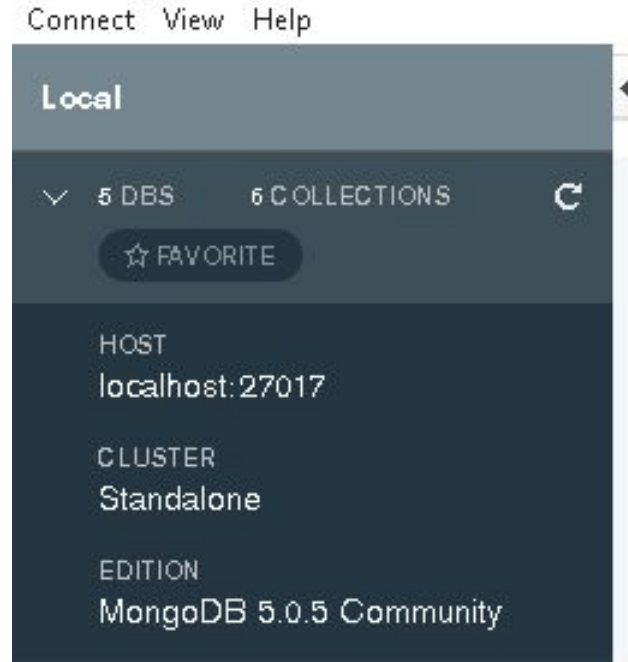 Connect View Help
Local
5 DBS 6 COLLECTIONS
FAVORITE
HOST
localhost:27017
CLUSTER
Standalone
EDITION
MongoDB 5.0.5 Community